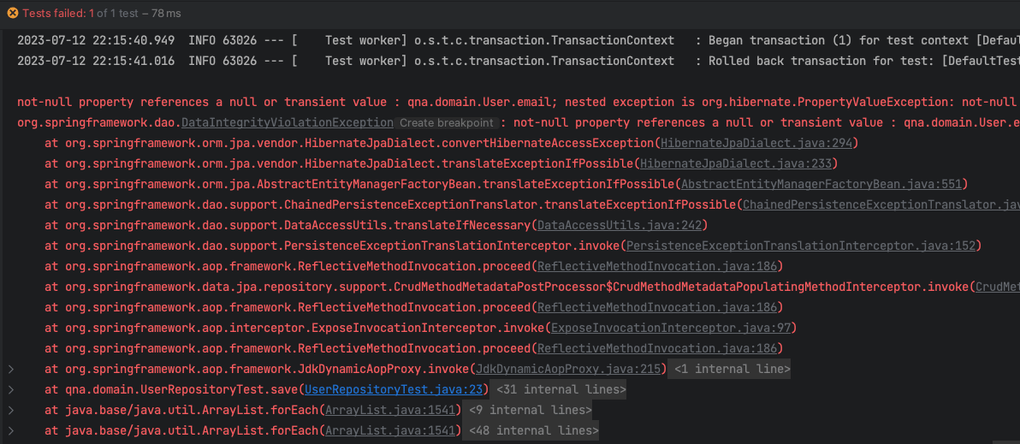 Tests failed: 1 of 1 test – 78 ms
2023-07-12 22:15:40.949  INFO 63026 --- [    Test worker] o.s.t.c.transaction.TransactionContext   : Began transaction (1) for test context [Defaul
2023-07-12 22:15:41.016  INFO 63026 --- [    Test worker] o.s.t.c.transaction.TransactionContext   : Rolled back transaction for test: [DefaultTest
not-null property references a null or transient value : qna.domain.User.email; nested exception is org.hibernate.PropertyValueException: not-null
org.springframework.dao.DataIntegrityViolationException Create breakpoint : not-null property references a null or transient value : qna.domain.User.e
at org.springframework.orm.jpa.vendor.HibernateJpaDialect.convertHibernateAccessException(HibernateJpaDialect.java:294)
at org.springframework.orm.jpa.vendor.HibernateJpaDialect.translateExceptionIfPossible(HibernateJpaDialect.java:233)
at org.springframework.orm.jpa.AbstractEntityManagerFactoryBean.translateExceptionIfPossible(AbstractEntityManagerFactoryBean.java:551)
at org.springframework.dao.support.ChainedPersistenceExceptionTranslator.translateExceptionIfPossible(ChainedPersistenceExceptionTranslator.jav
at org.springframework.dao.support.DataAccessUtils.translateIfNecessary(DataAccessUtils.java:242)
at org.springframework.dao.support.PersistenceExceptionTranslationInterceptor.invoke(PersistenceExceptionTranslationInterceptor.java:152)
at org.springframework.aop.framework.ReflectiveMethodInvocation.proceed(ReflectiveMethodInvocation.java:186)
at org.springframework.data.jpa.repository.support.CrudMethodMetadataPostProcessor$CrudMethodMetadataPopulatingMethodInterceptor.invoke(CrudMet
at org.springframework.aop.framework.ReflectiveMethodInvocation.proceed(ReflectiveMethodInvocation.java:186)
at org.springframework.aop.interceptor.ExposeInvocationInterceptor.invoke(ExposeInvocationInterceptor.java:97)
at org.springframework.aop.framework.ReflectiveMethodInvocation.proceed(ReflectiveMethodInvocation.java:186)
at org.springframework.aop.framework.JdkDynamicAopProxy.invoke(JdkDynamicAopProxy.java:215) <1 internal line>
at qna.domain.UserRepositoryTest.save(UserRepositoryTest.java:23) <31 internal lines>
at java.base/java.util.ArrayList.forEach(ArrayList.java:1541) <9 internal lines>
at java.base/java.util.ArrayList.forEach(ArrayList.java:1541) <48 internal lines>